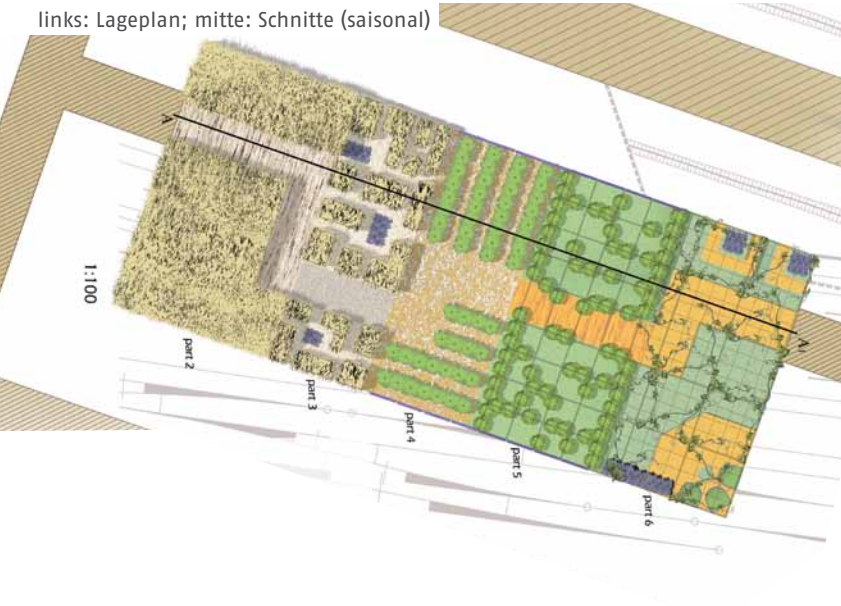 links: Lageplan; mitte: Schnitte (saisonal)
A
A'
1:100
part 2
part 3
part 4
part 5
part 6